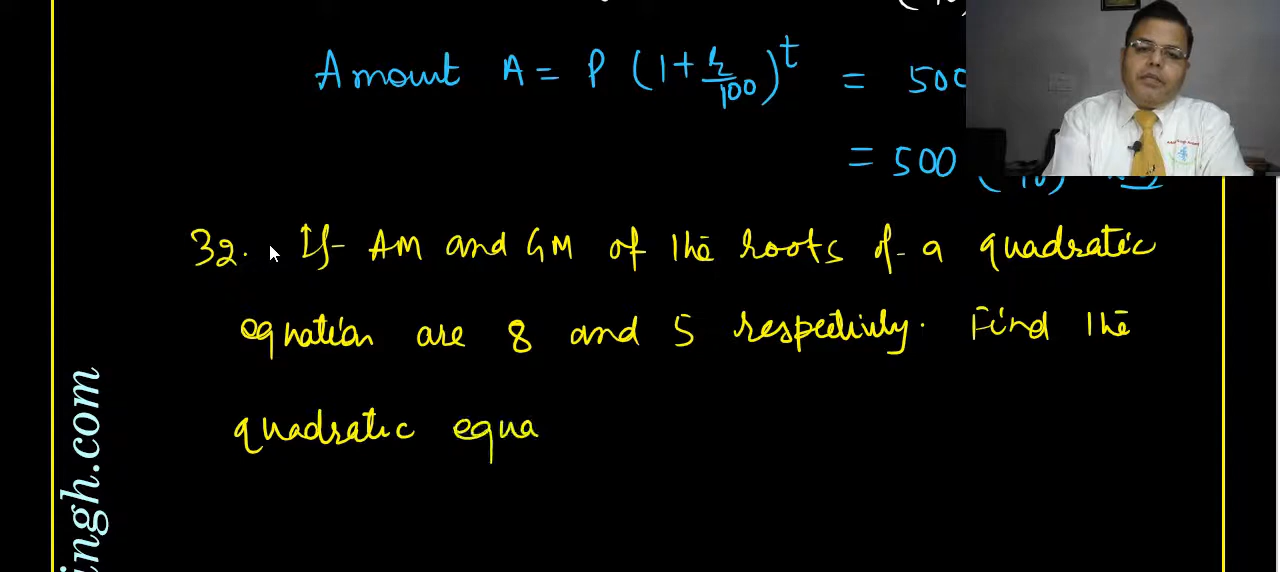 Amount A = P (1 + r/100)^t = 500
= 500
32. If AM and GM of the roots of a quadratic
equation are 8 and 5 respectively. Find the
quadratic equa
ingh.com